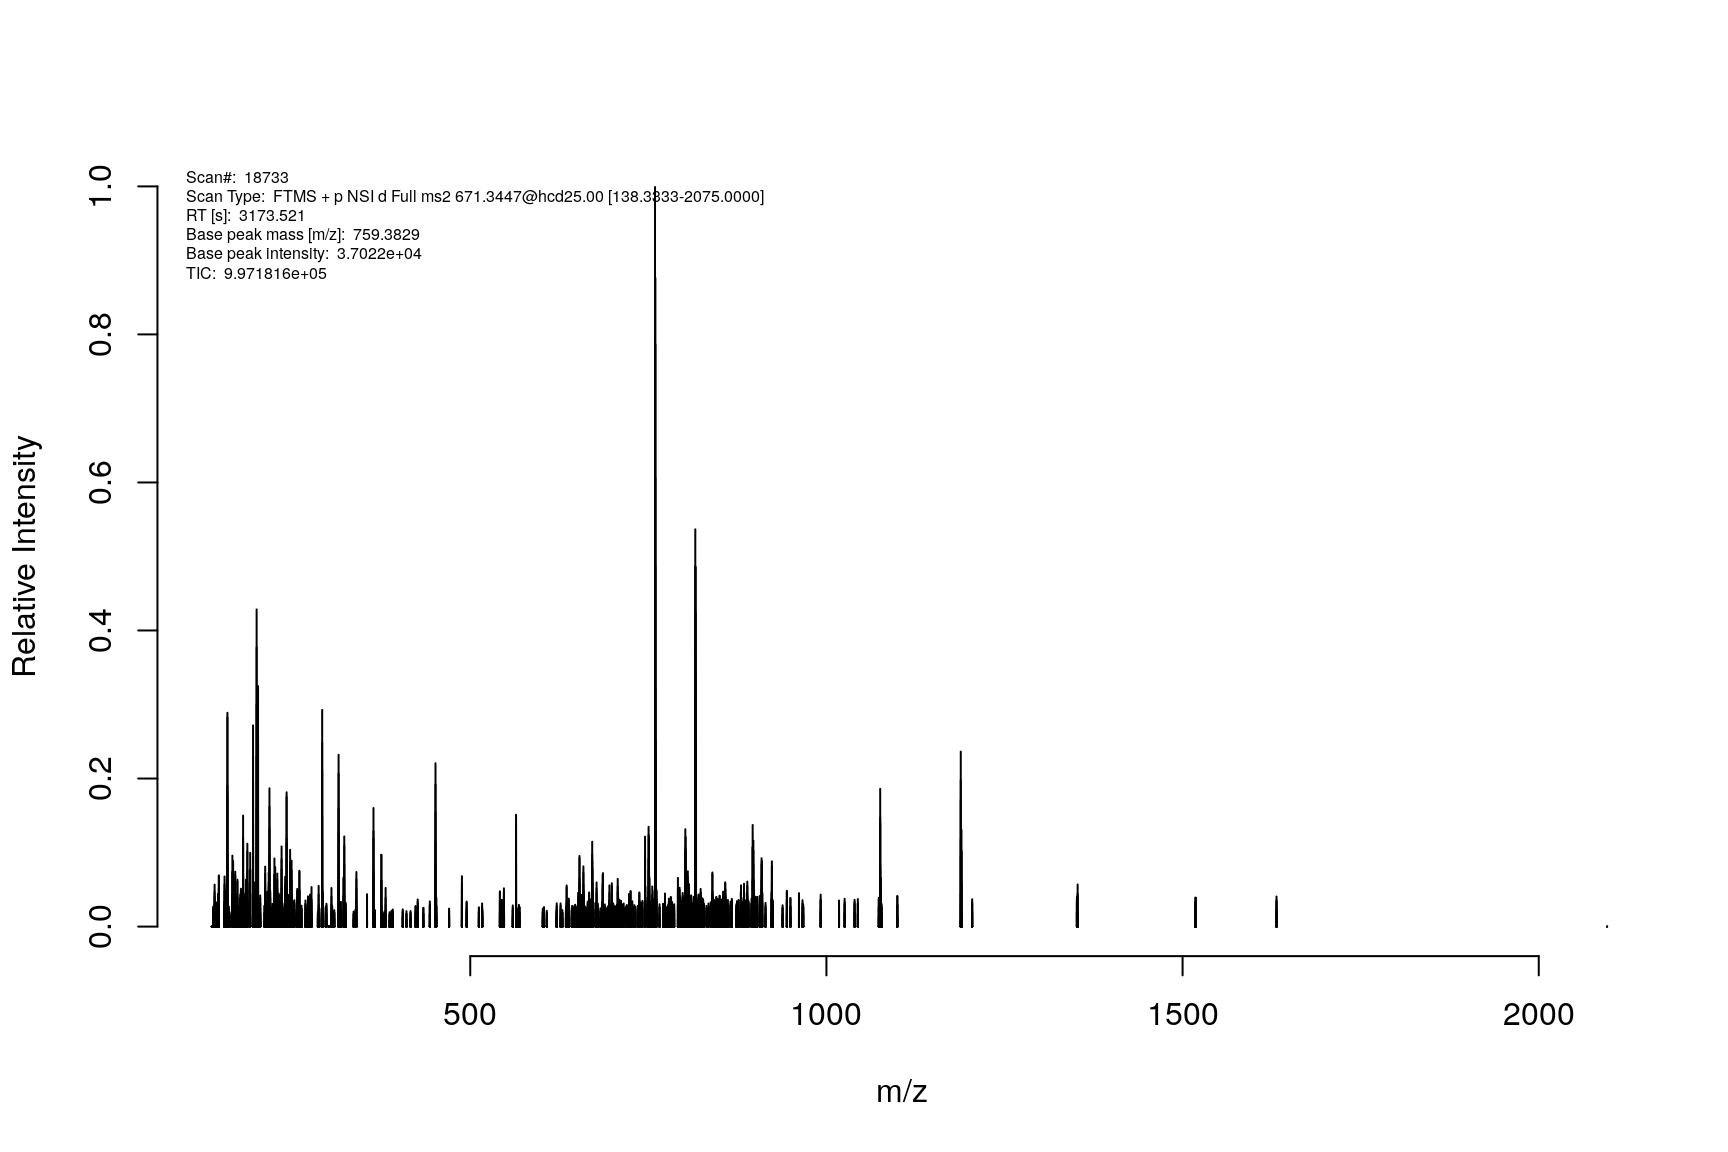 Scan#: 18733
Scan Type: FTMS + p NSI d Full ms2 671.3447@hcd25.00 [138.3333-2075.0000]
RT [s]: 3173.521
Base peak mass [m/z]: 759.3829
Base peak intensity: 3.7022e+04
TIC: 9.971816e+05
1.0
0.8
0.6
0.4
0.2
0.0
Relative Intensity
500 1000 1500 2000
m/z